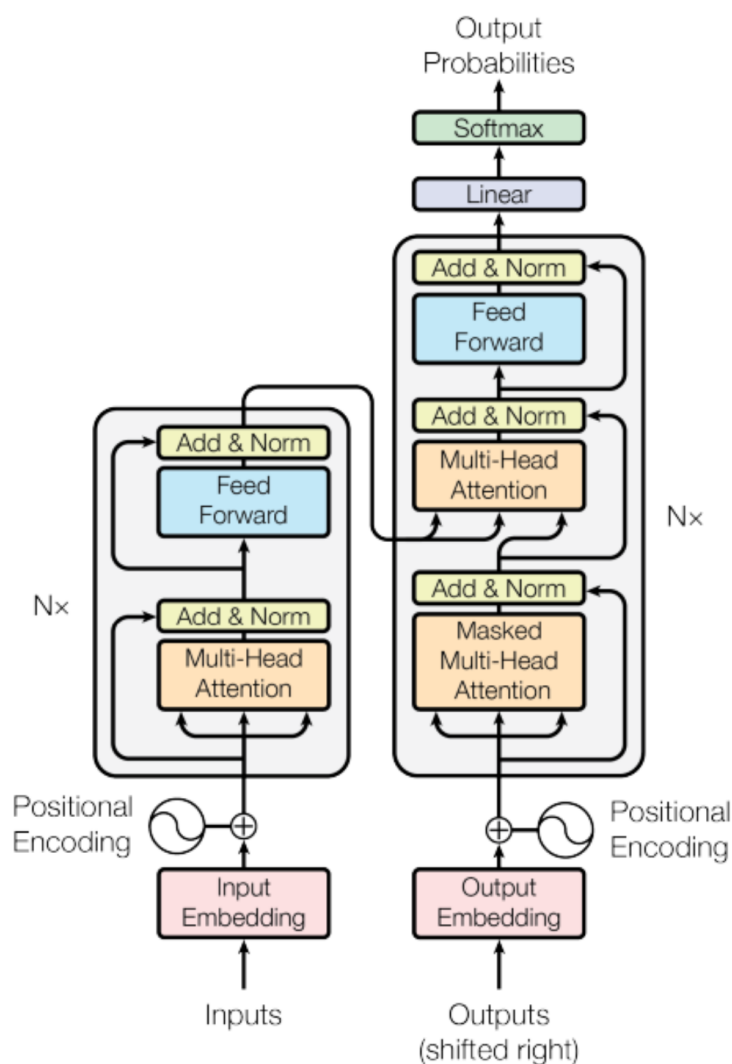 Output
Probabilities
Softmax
Linear
Add & Norm
Feed
Forward
Add & Norm
Multi-Head
Attention
N×
Add & Norm
Masked
Multi-Head
Attention
Add & Norm
Feed
Forward
N×
Add & Norm
Multi-Head
Attention
Positional
Encoding
Positional
Encoding
Input
Embedding
Output
Embedding
Inputs
Outputs
(shifted right)